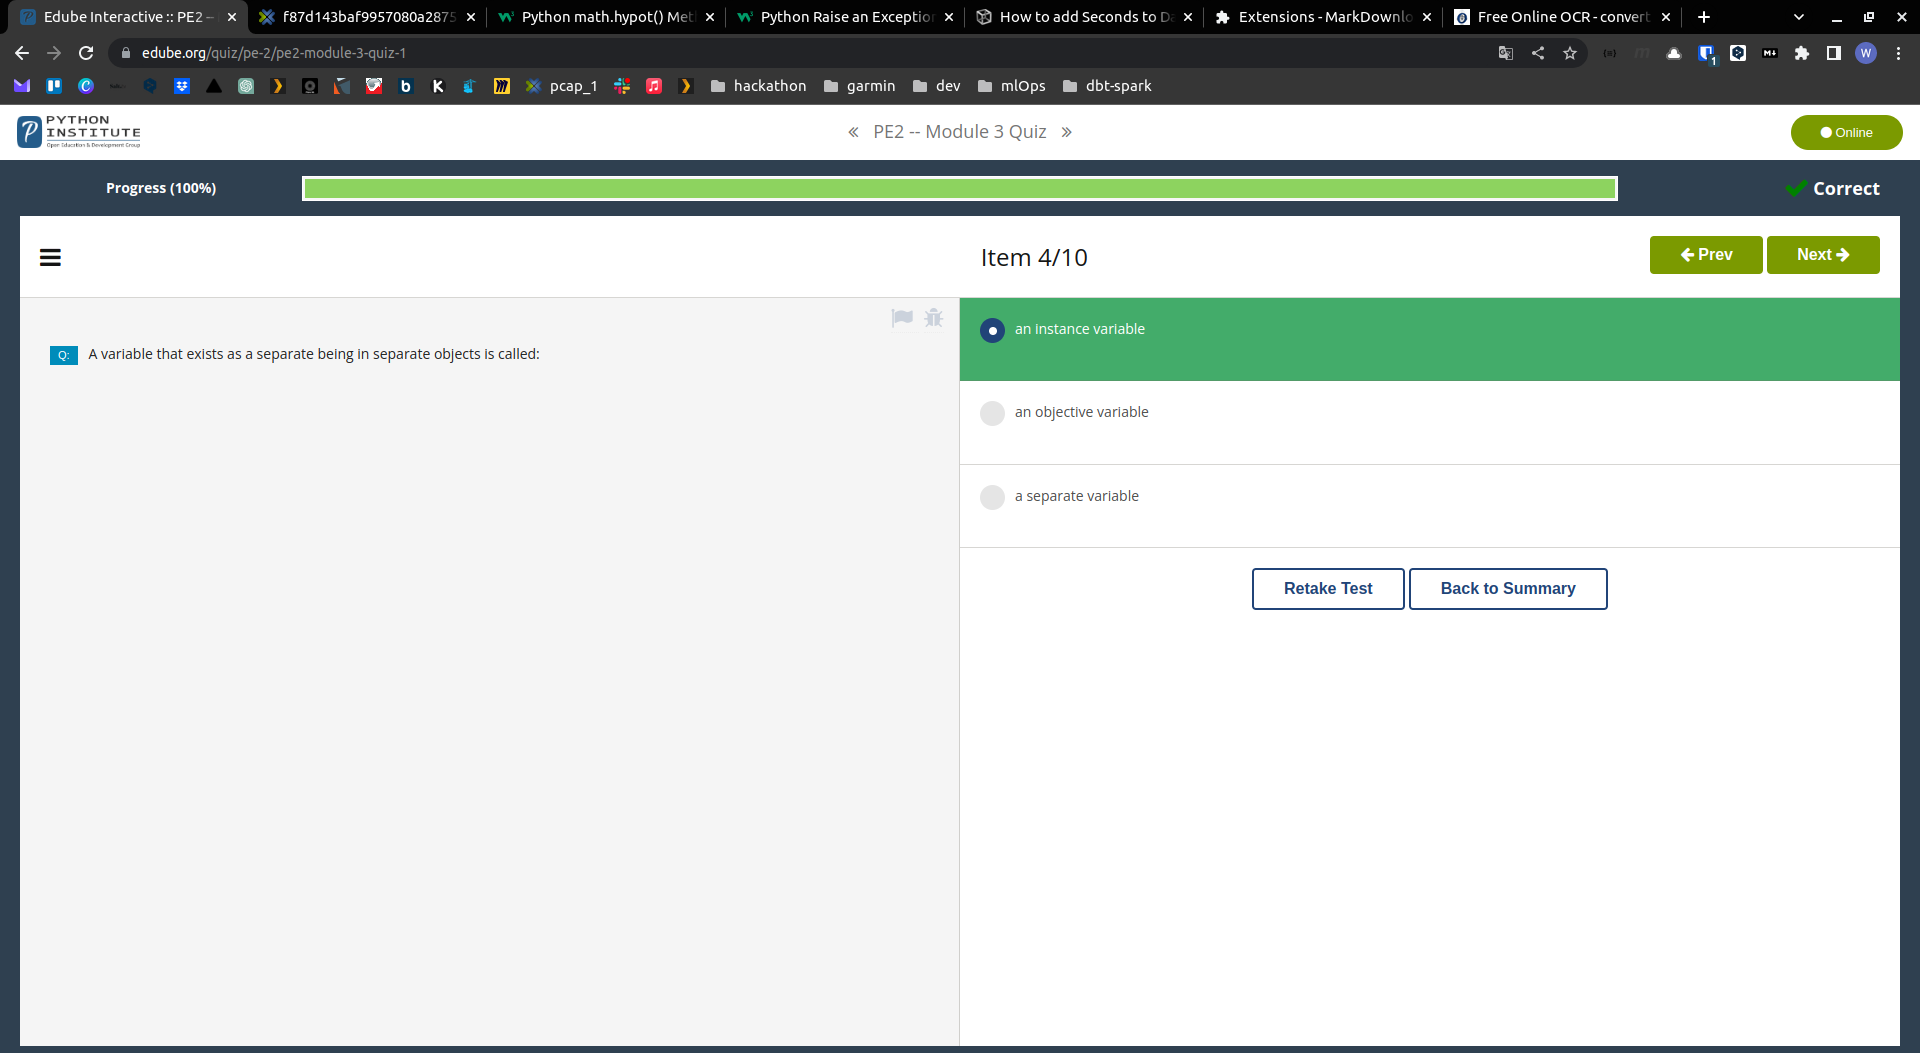 Edube Interactive :: PE2 –
f87d143baf9957080a2875
Python math.hypot() Met
Python Raise an Exception
How to add Seconds to Da
Extensions - MarkDownlo
Free Online OCR - convert
edube.org/quiz/pe-2/pe2-module-3-quiz-1
pcap_1
hackathon
garmin
dev
mlOps
dbt-spark
PYTHON
INSTITUTE
Open Education & Development Group
« PE2 -- Module 3 Quiz »
Online
Progress (100%)
Correct
Item 4/10
Prev
Next
Q: A variable that exists as a separate being in separate objects is called:
an instance variable
an objective variable
a separate variable
Retake Test
Back to Summary